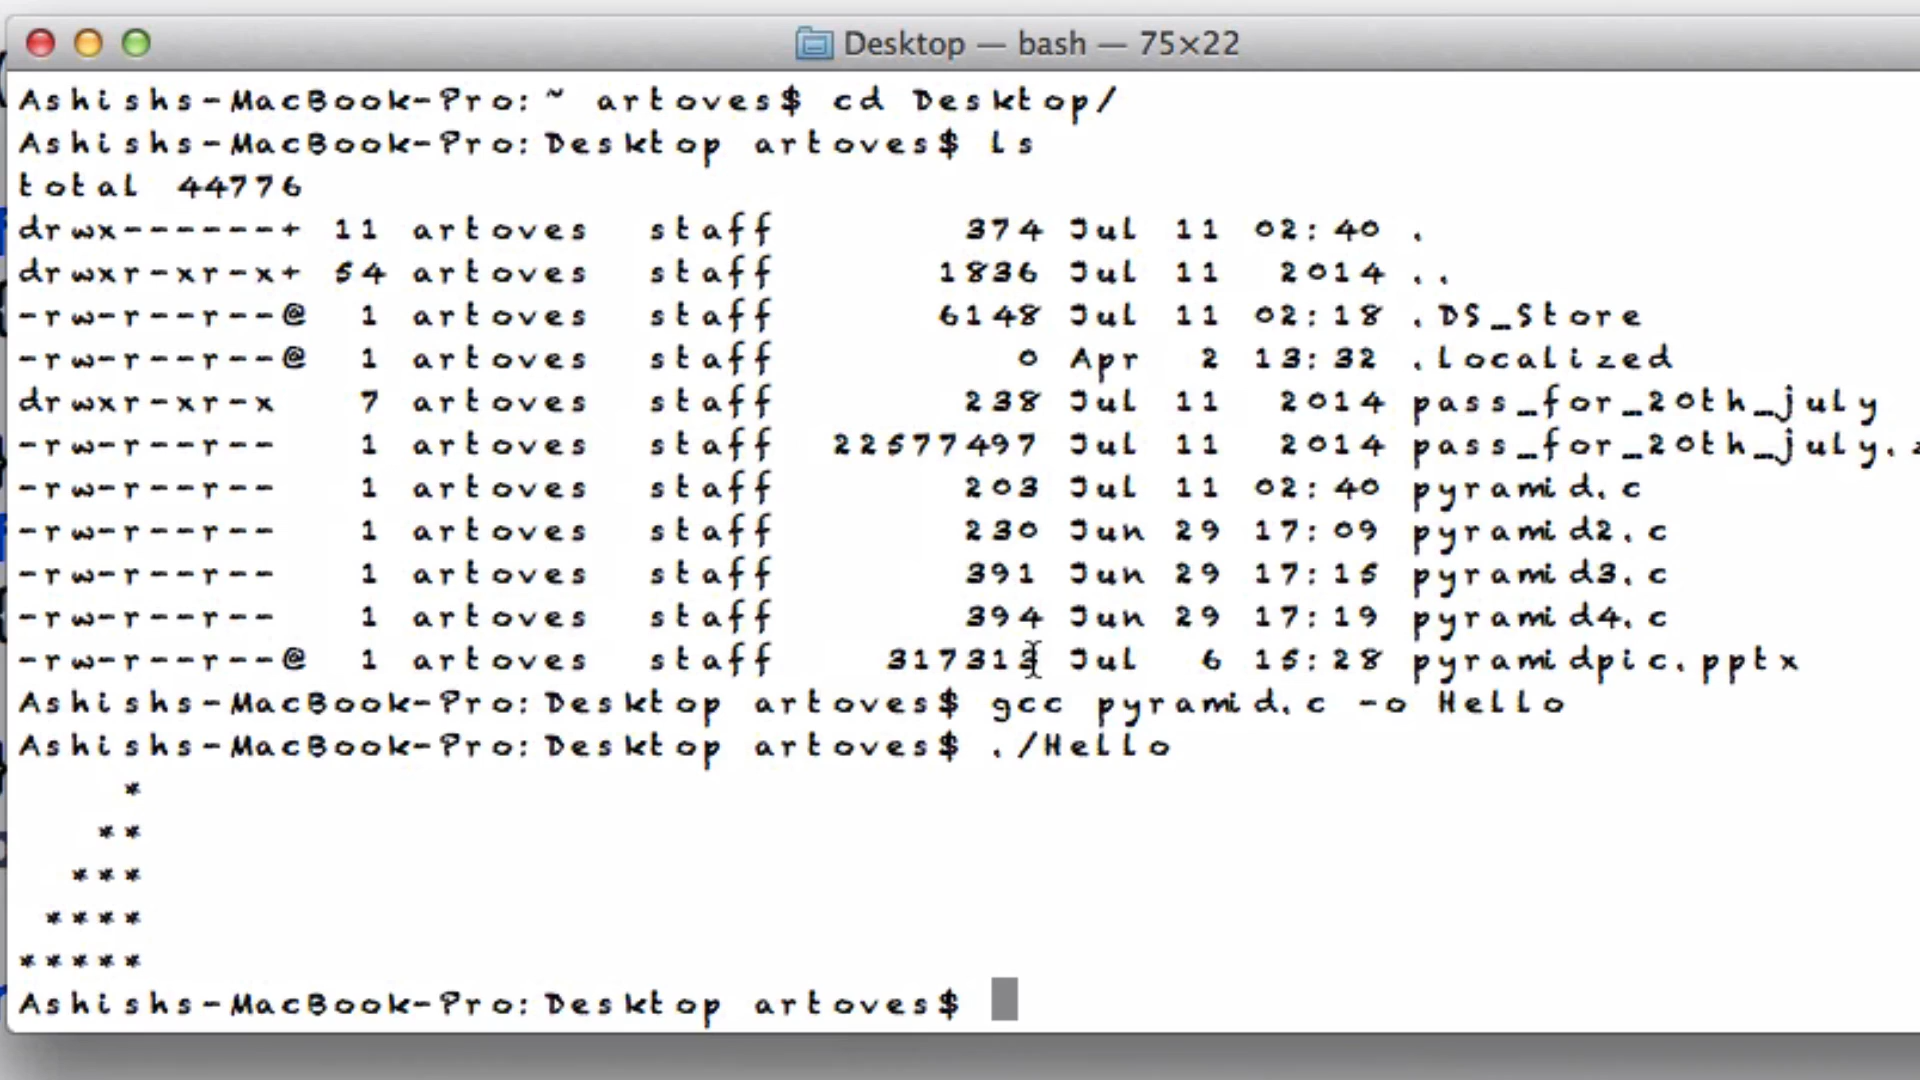 Desktop — bash — 75×22
Ashishs-MacBook-Pro:~ artoves$ cd Desktop/
Ashishs-MacBook-Pro:Desktop artoves$ ls
total 44776
drwx------+ 11 artoves  staff       374 Jul 11 02:40 .
drwxr-xr-x+ 54 artoves  staff      1836 Jul 11  2014 ..
-rw-r--r--@  1 artoves  staff      6148 Jul 11 02:18 .DS_Store
-rw-r--r--@  1 artoves  staff         0 Apr  2 13:32 .localized
drwxr-xr-x   7 artoves  staff       238 Jul 11  2014 pass_for_20th_july
-rw-r--r--   1 artoves  staff  22577497 Jul 11  2014 pass_for_20th_july.
-rw-r--r--   1 artoves  staff       203 Jul 11 02:40 pyramid.c
-rw-r--r--   1 artoves  staff       230 Jun 29 17:09 pyramid2.c
-rw-r--r--   1 artoves  staff       391 Jun 29 17:15 pyramid3.c
-rw-r--r--   1 artoves  staff       394 Jun 29 17:19 pyramid4.c
-rw-r--r--@  1 artoves  staff    317313 Jul  6 15:28 pyramidpic.pptx
Ashishs-MacBook-Pro:Desktop artoves$ gcc pyramid.c -o Hello
Ashishs-MacBook-Pro:Desktop artoves$ ./Hello
    *
   **
  ***
 ****
*****
Ashishs-MacBook-Pro:Desktop artoves$